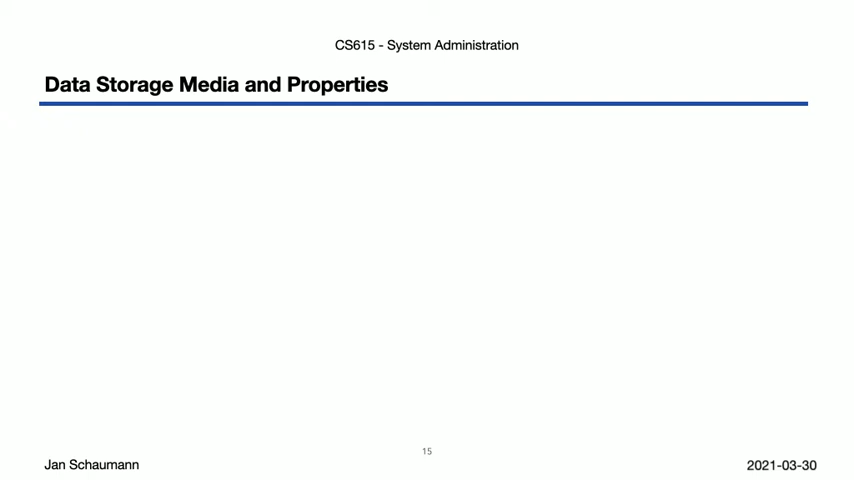 CS615 - System Administration
Data Storage Media and Properties
15
Jan Schaumann
2021-03-30